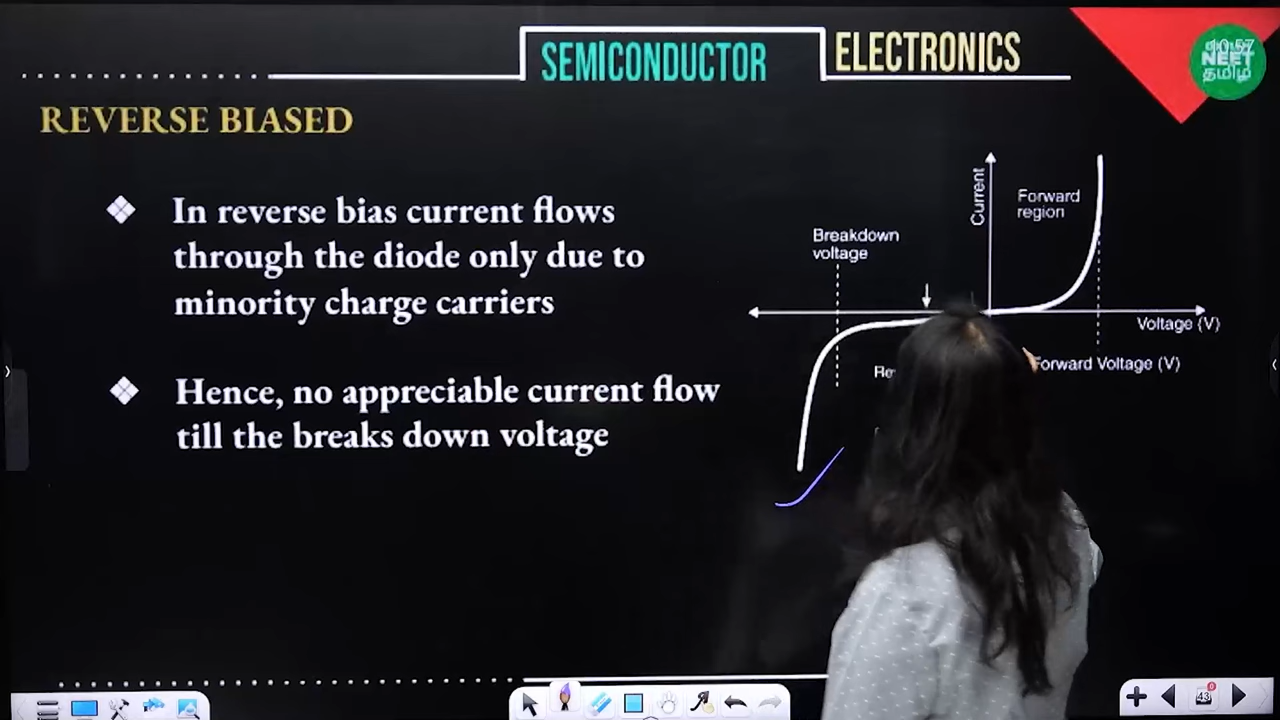 SEMICONDUCTOR ELECTRONICS
NEET
தமிழ்
REVERSE BIASED
In reverse bias current flows
through the diode only due to
minority charge carriers
Hence, no appreciable current flow
till the breaks down voltage
Current
Forward
region
Breakdown
voltage
Voltage (V)
Forward Voltage (V)
43